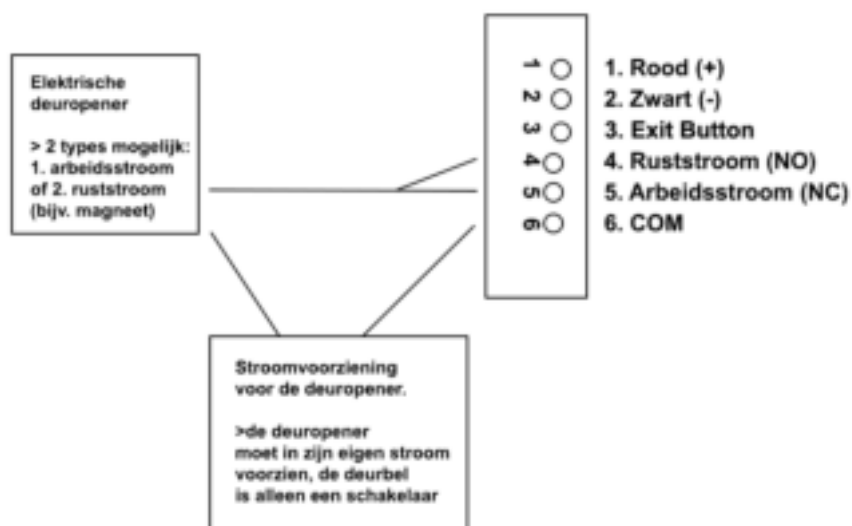 Elektrische
deuropener
> 2 types mogelijk:
1. arbeidsstroom
of 2. ruststroom
(bijv. magneet)
1
2
3
4
5
6
1. Rood (+)
2. Zwart (-)
3. Exit Button
4. Ruststroom (NO)
5. Arbeidsstroom (NC)
6. COM
Stroomvoorziening
voor de deuropener.
>de deuropener
moet in zijn eigen stroom
voorzien, de deurbel
is alleen een schakelaar